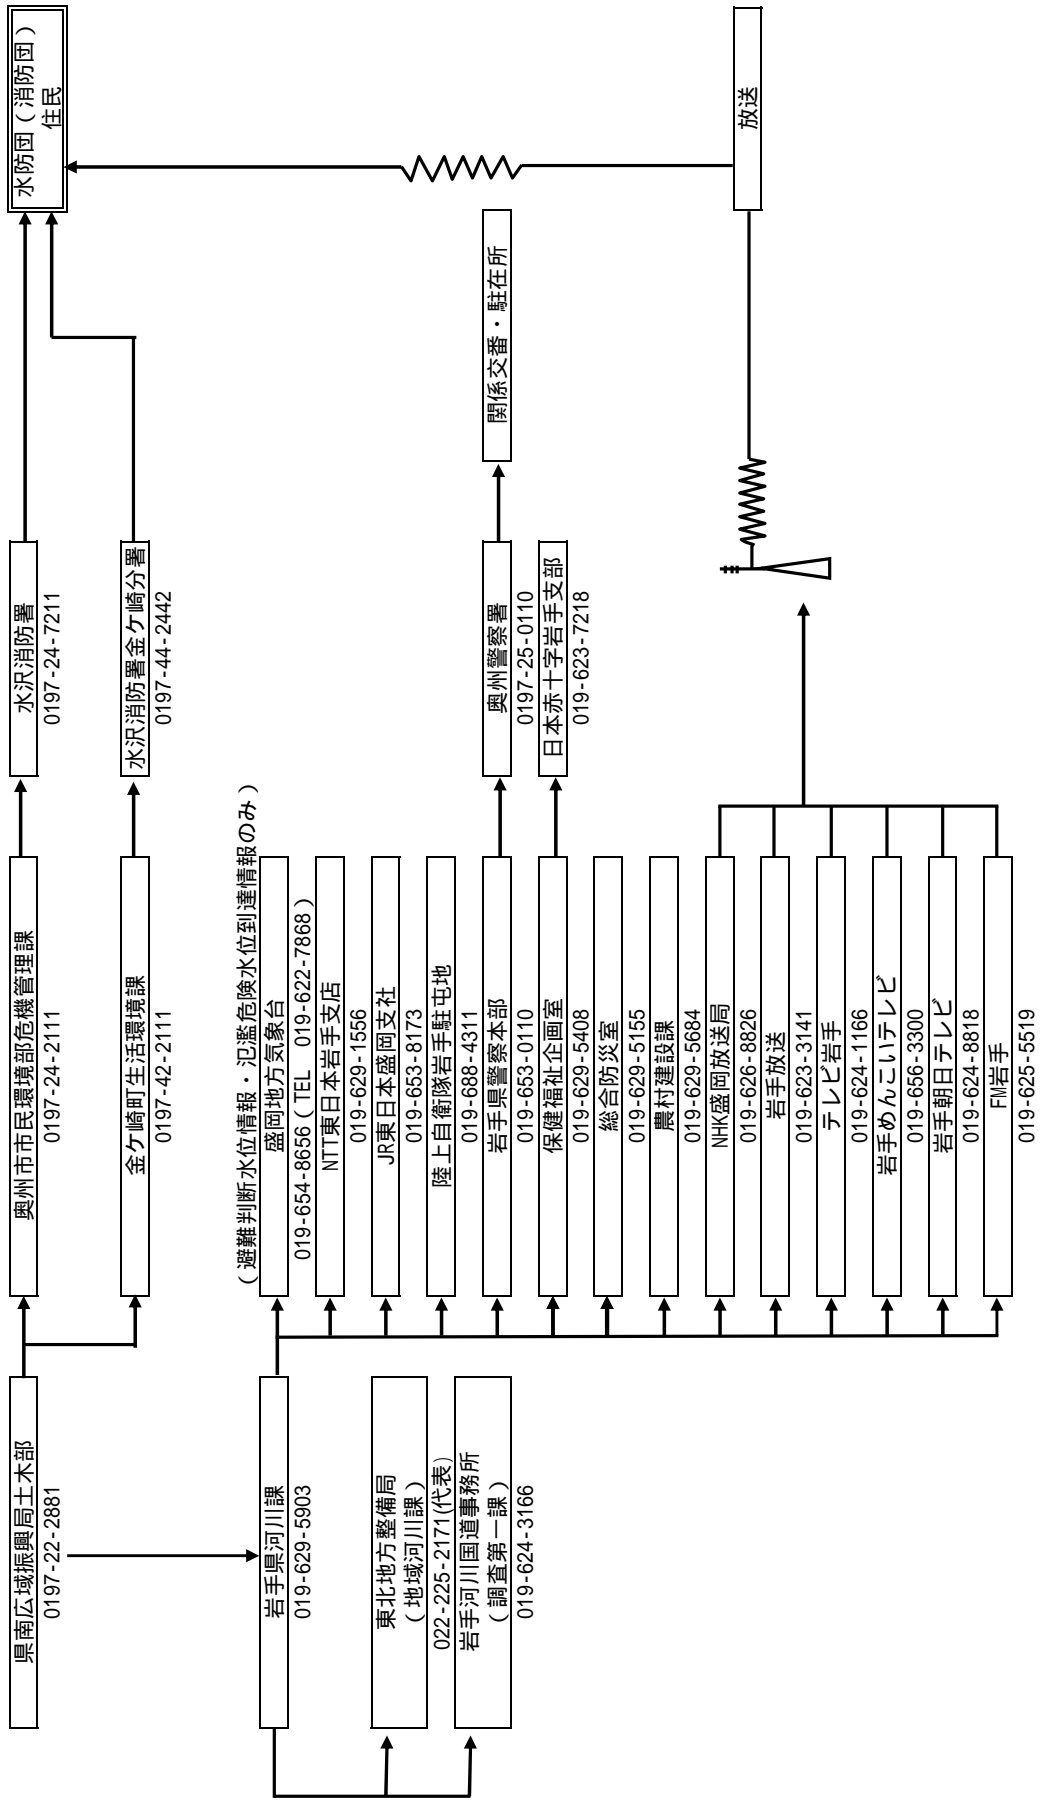 県南広域振興局土木部
0197-22-2881
奥州市市民環境部危機管理課
0197-24-2111
水沢消防署
0197-24-7211
水防団（消防団）
住民
金ケ崎町生活環境課
0197-42-2111
水沢消防署金ケ崎分署
0197-44-2442
岩手県河川課
019-629-5903
（避難判断水位情報・氾濫危険水位到達情報のみ）
盛岡地方気象台
019-654-8656（TEL 019-622-7868）
NTT東日本岩手支店
019-629-1556
東北地方整備局
（地域河川課）
022-225-2171(代表)
JR東日本盛岡支社
019-653-8173
陸上自衛隊岩手駐屯地
019-688-4311
岩手河川国道事務所
（調査第一課）
019-624-3166
岩手県警察本部
019-653-0110
奥州警察署
0197-25-0110
関係交番・駐在所
保健福祉企画室
019-629-5408
日本赤十字岩手支部
019-623-7218
総合防災室
019-629-5155
農村建設課
019-629-5684
NHK盛岡放送局
019-626-8826
岩手放送
019-623-3141
テレビ岩手
019-624-1166
岩手めんこいテレビ
019-656-3300
岩手朝日テレビ
019-624-8818
FM岩手
019-625-5519
放送